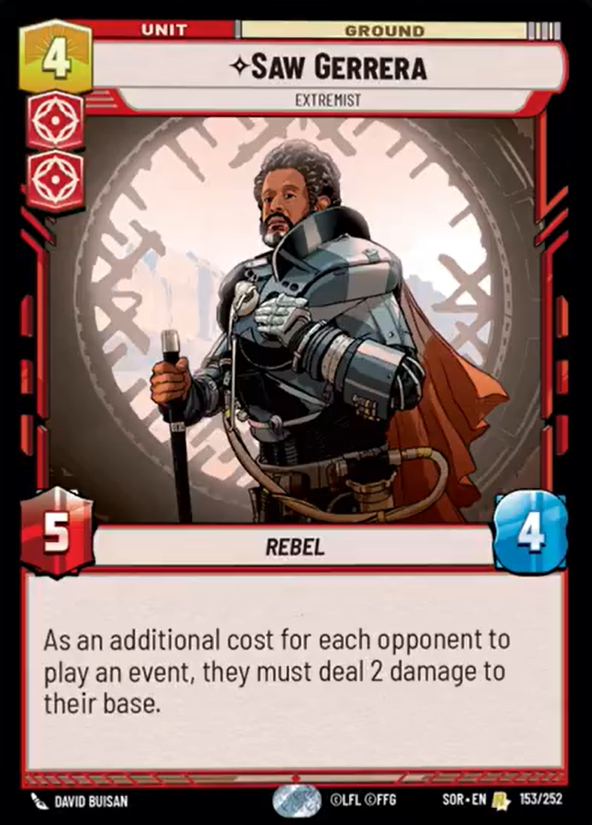 UNIT
GROUND
4
SAW GERRERA
EXTREMIST
5
REBEL
4
As an additional cost for each opponent to
play an event, they must deal 2 damage to
their base.
DAVID BUISAN
©LFL ©FFG
SOR•EN R 153/252